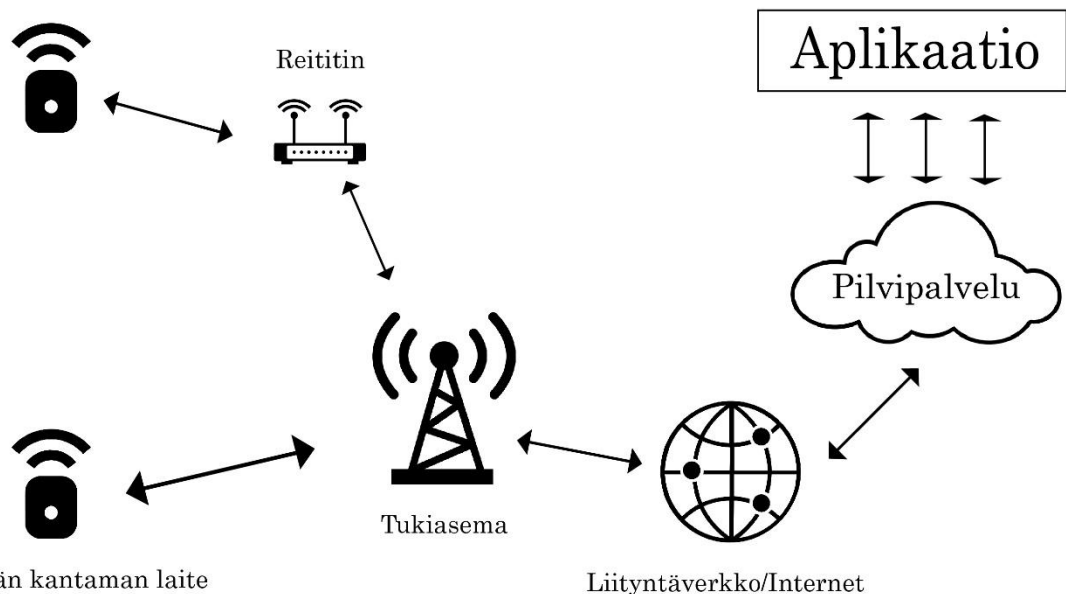 Reititin
Aplikaatio
Pilvipalvelu
Tukiasema
kantaman laite
Liityntäverkko/Internet